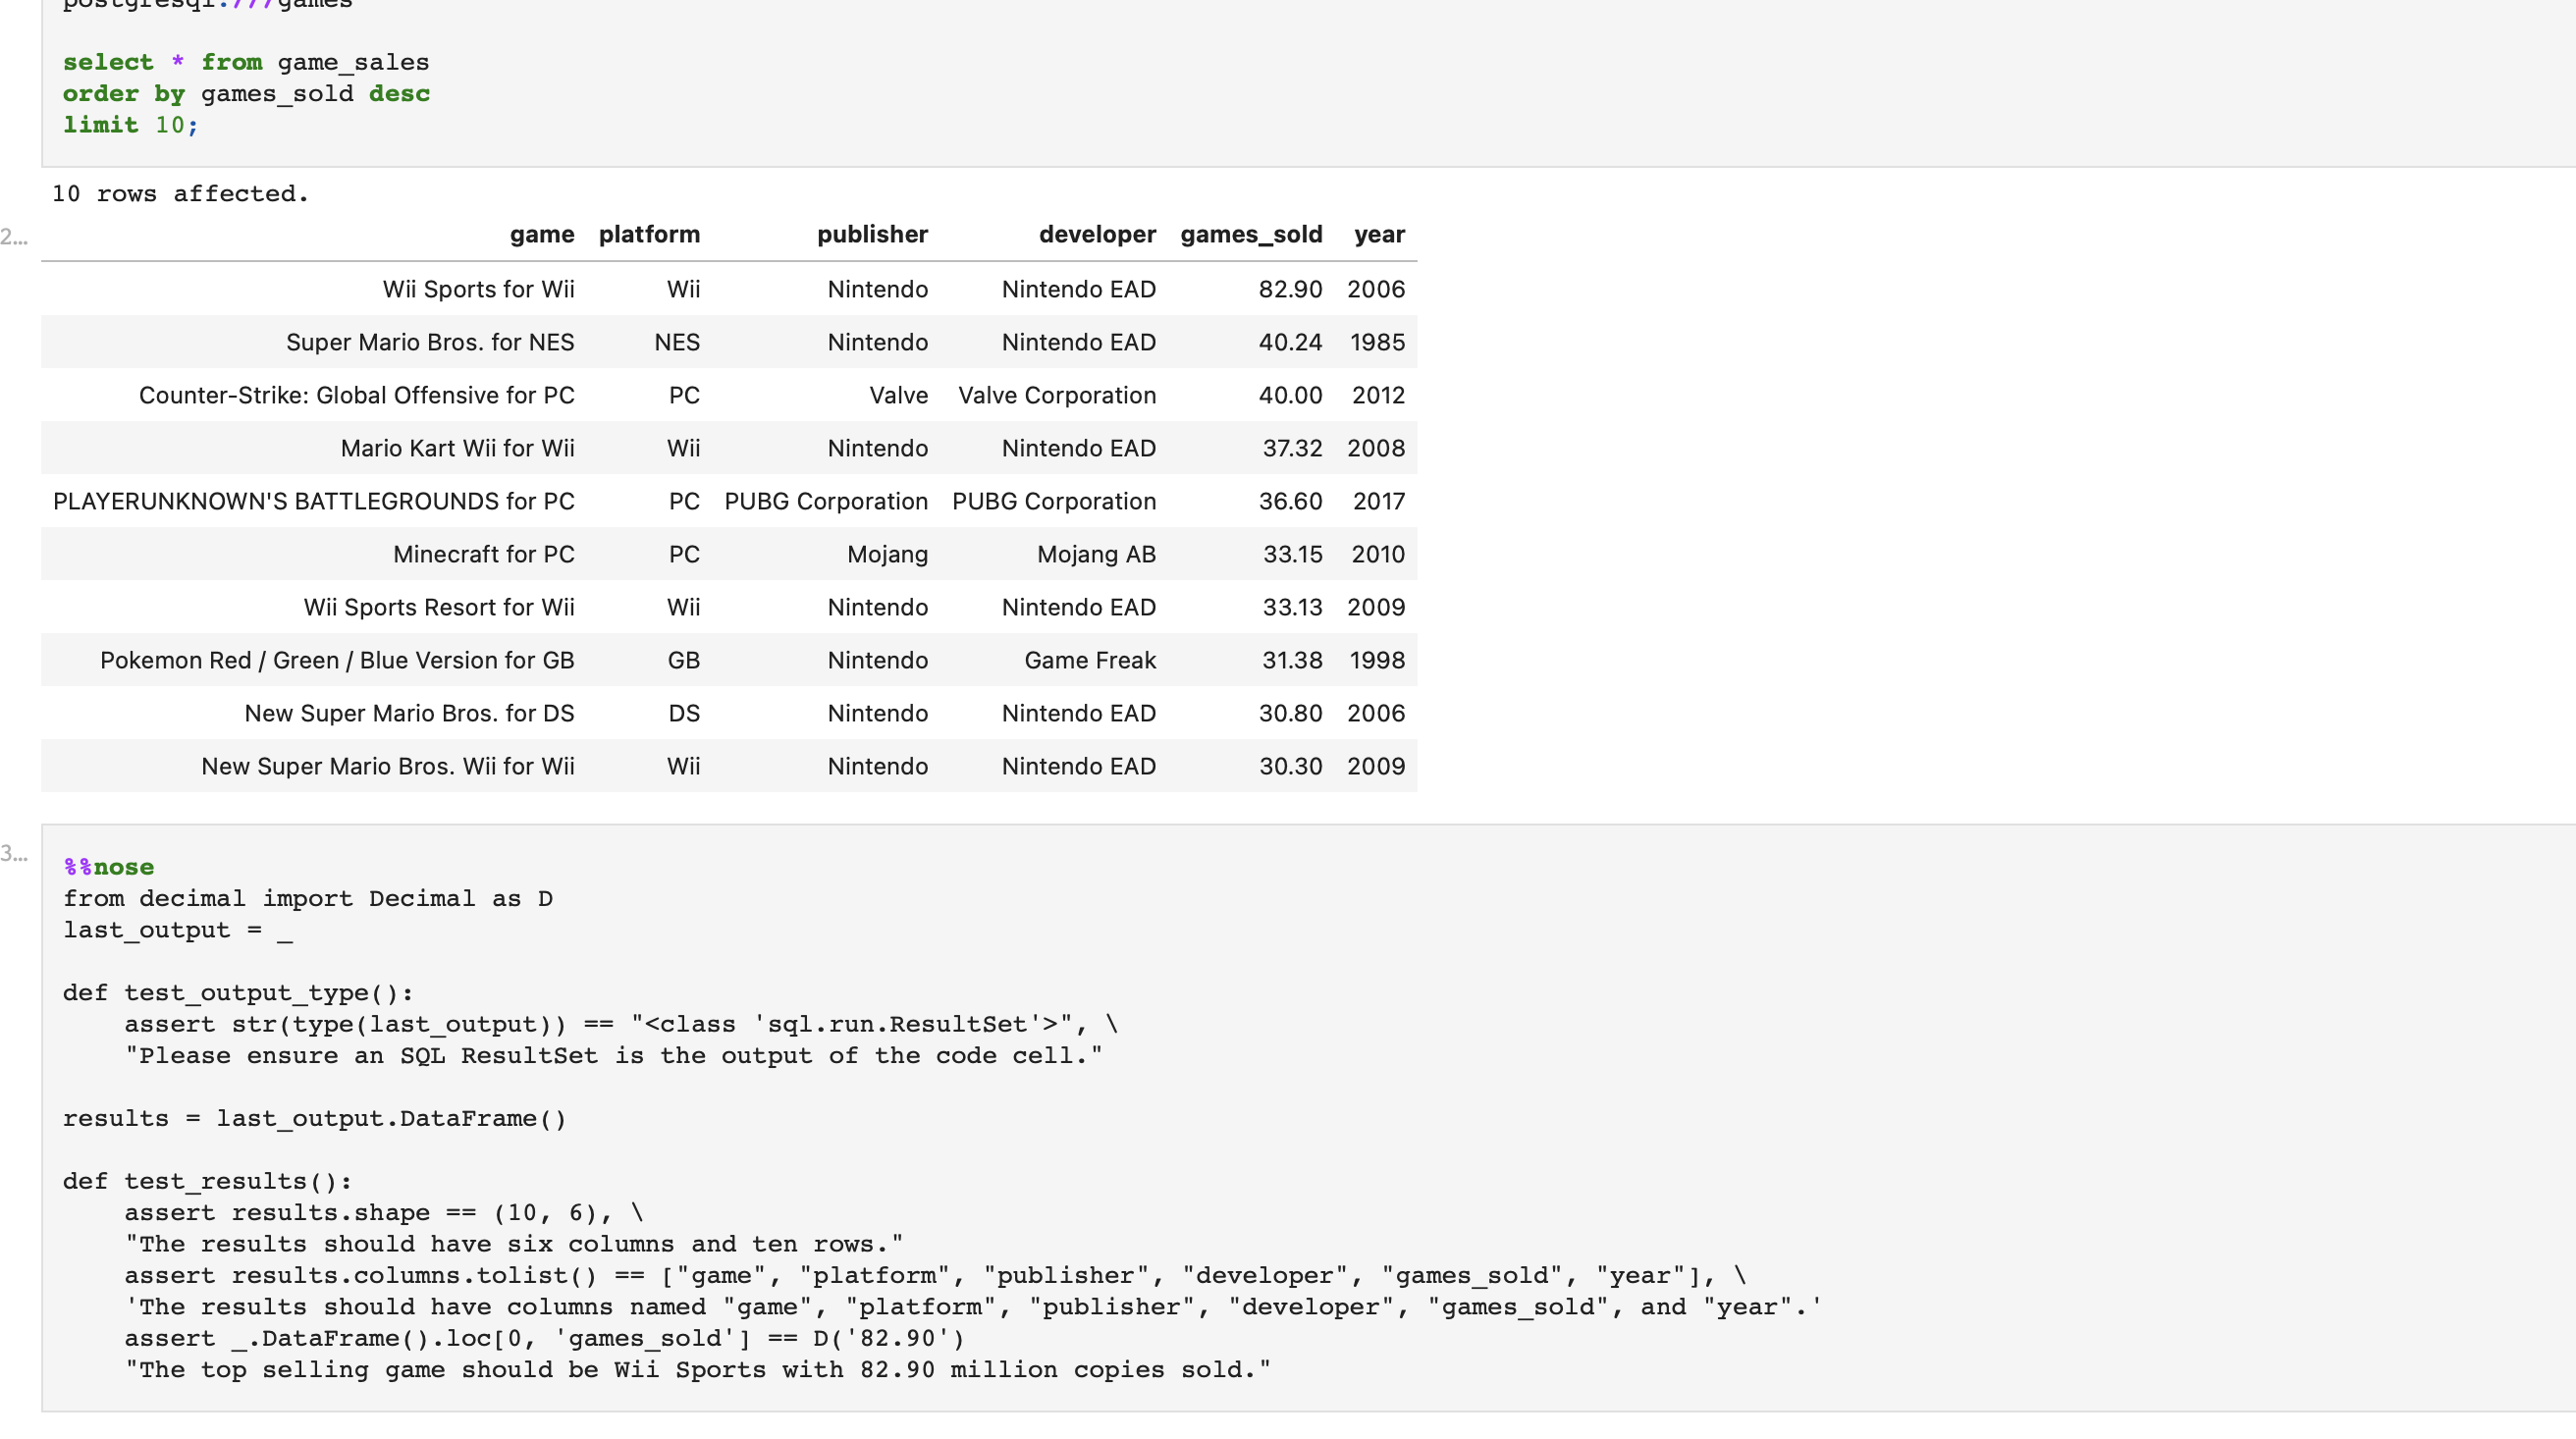 postgresql:///games
select * from game_sales
order by games_sold desc
limit 10;
10 rows affected.
2...
game platform publisher developer games_sold year
Wii Sports for Wii Wii Nintendo Nintendo EAD 82.90 2006
Super Mario Bros. for NES NES Nintendo Nintendo EAD 40.24 1985
Counter-Strike: Global Offensive for PC PC Valve Valve Corporation 40.00 2012
Mario Kart Wii for Wii Wii Nintendo Nintendo EAD 37.32 2008
PLAYERUNKNOWN'S BATTLEGROUNDS for PC PC PUBG Corporation PUBG Corporation 36.60 2017
Minecraft for PC PC Mojang Mojang AB 33.15 2010
Wii Sports Resort for Wii Wii Nintendo Nintendo EAD 33.13 2009
Pokemon Red / Green / Blue Version for GB GB Nintendo Game Freak 31.38 1998
New Super Mario Bros. for DS DS Nintendo Nintendo EAD 30.80 2006
New Super Mario Bros. Wii for Wii Wii Nintendo Nintendo EAD 30.30 2009
3...
%%nose
from decimal import Decimal as D
last_output = _
def test_output_type():
    assert str(type(last_output)) == "<class 'sql.run.ResultSet'>", \
    "Please ensure an SQL ResultSet is the output of the code cell."
results = last_output.DataFrame()
def test_results():
    assert results.shape == (10, 6), \
    "The results should have six columns and ten rows."
    assert results.columns.tolist() == ["game", "platform", "publisher", "developer", "games_sold", "year"], \
    'The results should have columns named "game", "platform", "publisher", "developer", "games_sold", and "year".'
    assert _.DataFrame().loc[0, 'games_sold'] == D('82.90')
    "The top selling game should be Wii Sports with 82.90 million copies sold."